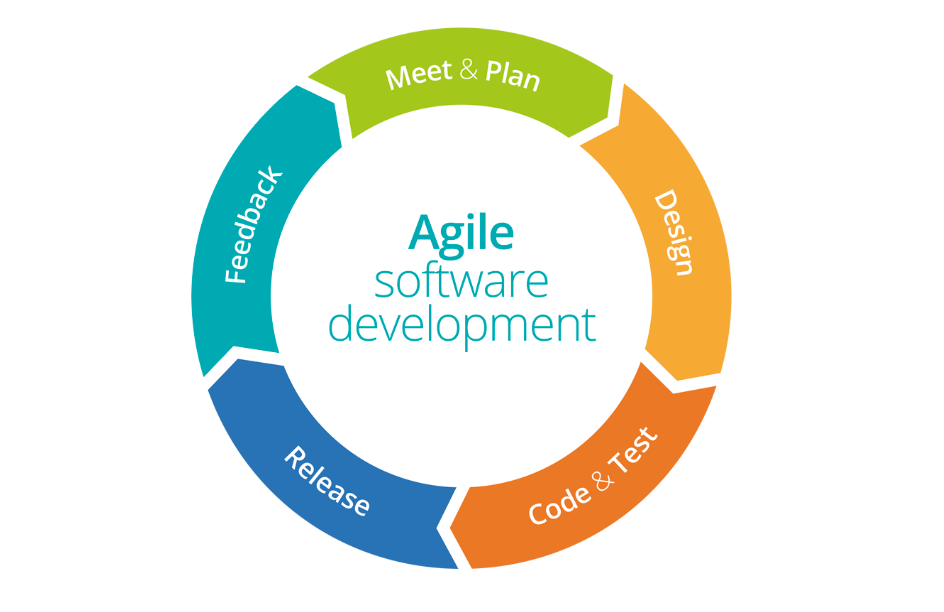 Meet & Plan
Design
Code & Test
Release
Feedback
Agile
software
development